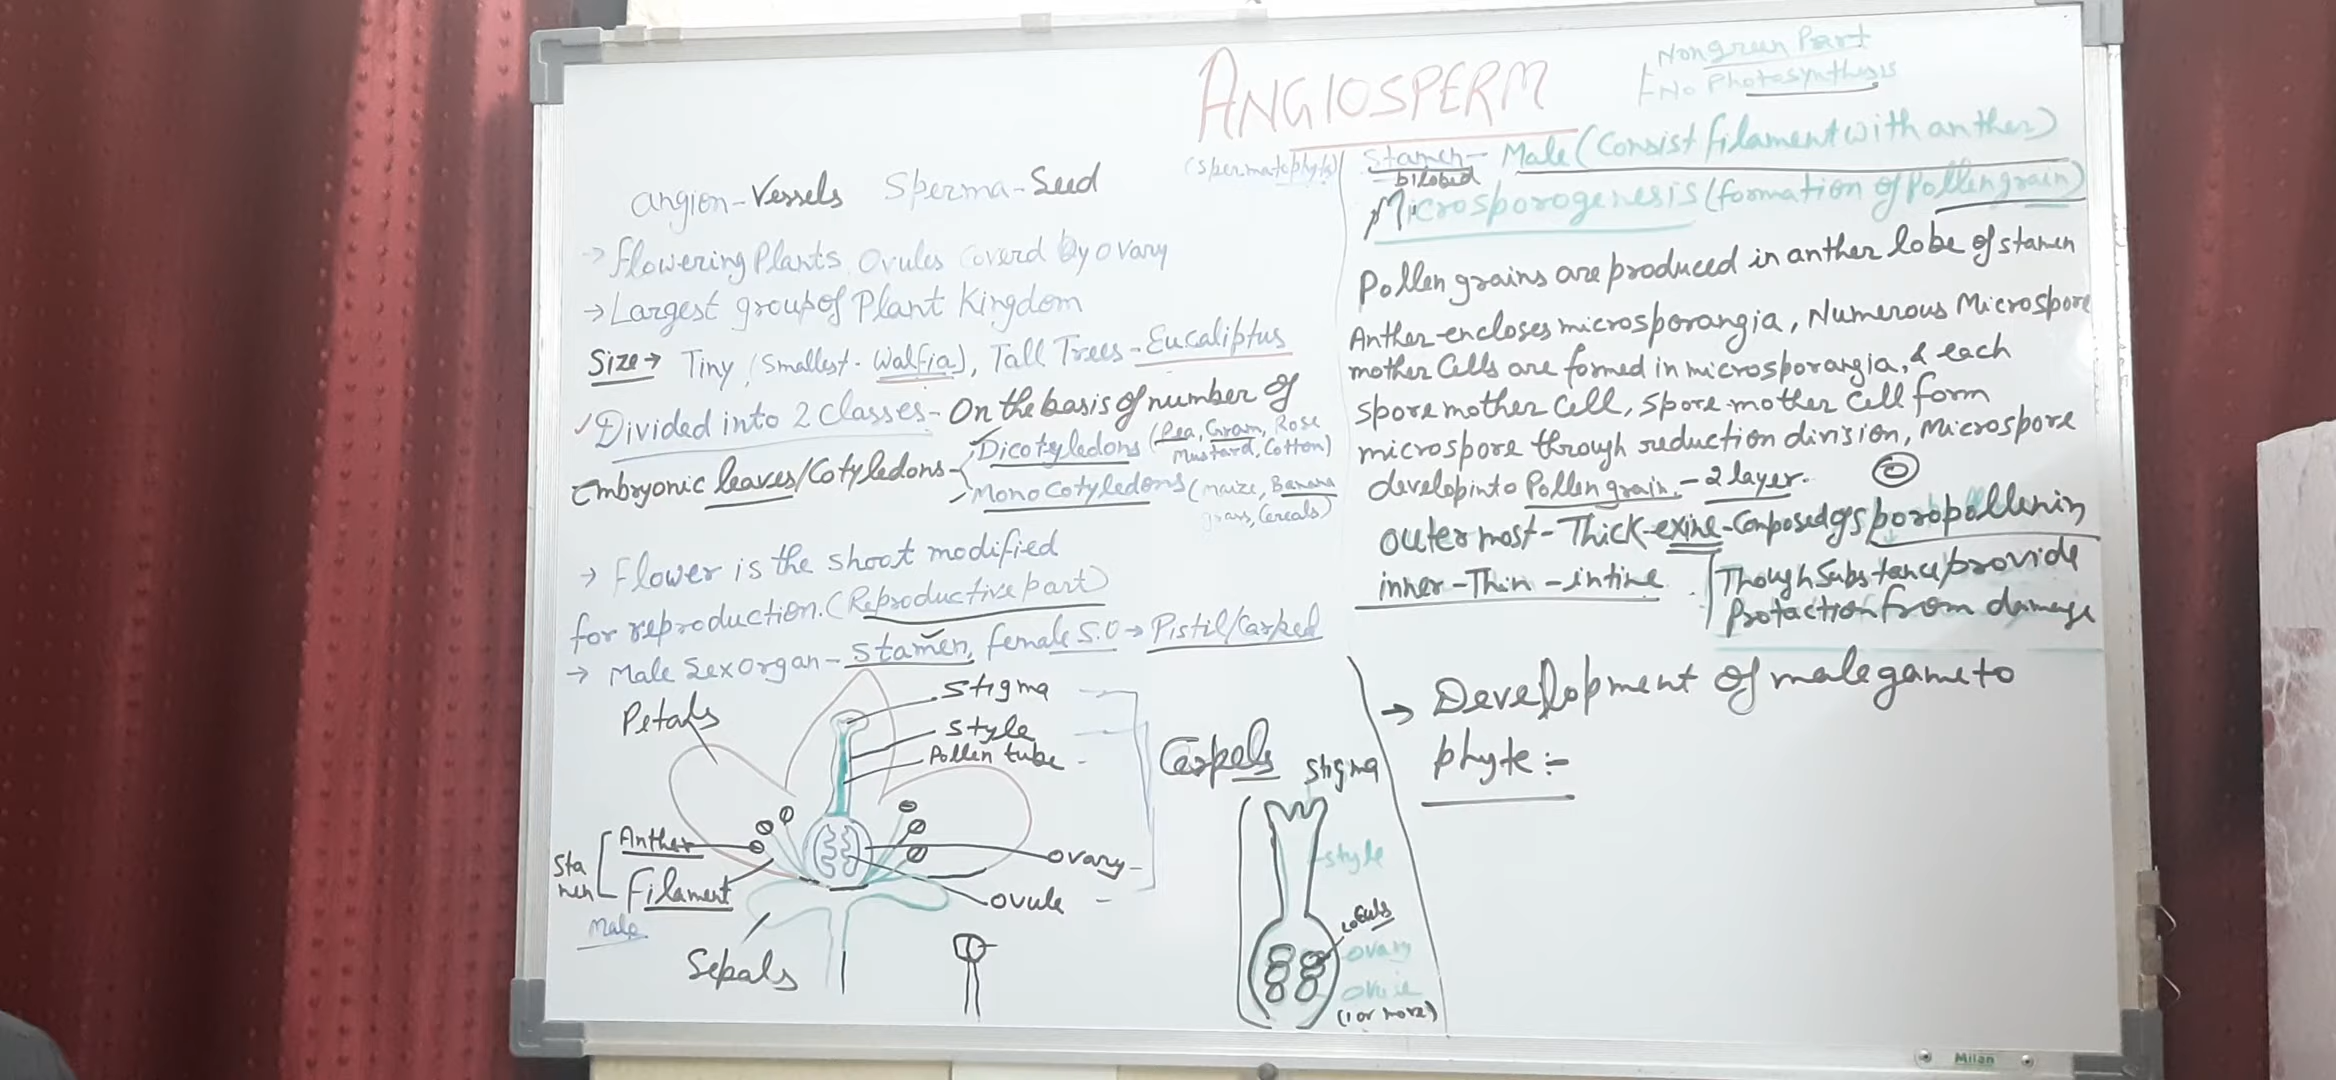 ANGIOSPERM
(Spermatophyte)
angion-Vessels Sperma-Seed
→ flowering Plants, Ovules Coverd by ovary
→ Largest group of Plant Kingdom
Size → Tiny (Smallest - Walfia), Tall Trees - Eucaliptus
Divided into 2 Classes - On the basis of number of
Embryonic leaves/Cotyledons -
Dicotyledons (Pea, Gram, Rose
Mustard, Cotton)
Monocotyledons (Maize, Banana
grass, Cereals)
→ Flower is the shoot modified
for reproduction. (Reproductive part)
→ Male Sex organ - Stamen, female S.O → Pistil/Carpel
Petals
Stigma
Style
Pollen tube
Carpels
Anther
Filament
Sta
men
Male
Sepals
ovary
ovule
Stigma
style
ovary
ovule
(1 or more)
Nongreen Part
No Photosynthesis
Stamen - Male (Consist filament with anther)
bilobed
Microsporogenesis (formation of Pollengrain)
Pollen grains are produced in anther lobe of stamen
Anther encloses microsporangia, Numerous Microspore
mother Cells are formed in microsporangia, & each
spore mother cell, spore mother cell form
microspore through reduction division, Microspore
develop into Pollen grain. - 2 layer.
outer most - Thick - exine - Composed of Sporopollenin
inner - Thin - intine
Though Substance/provide
Protaction from damage
→ Development of male gameto
phyte :-
Milan